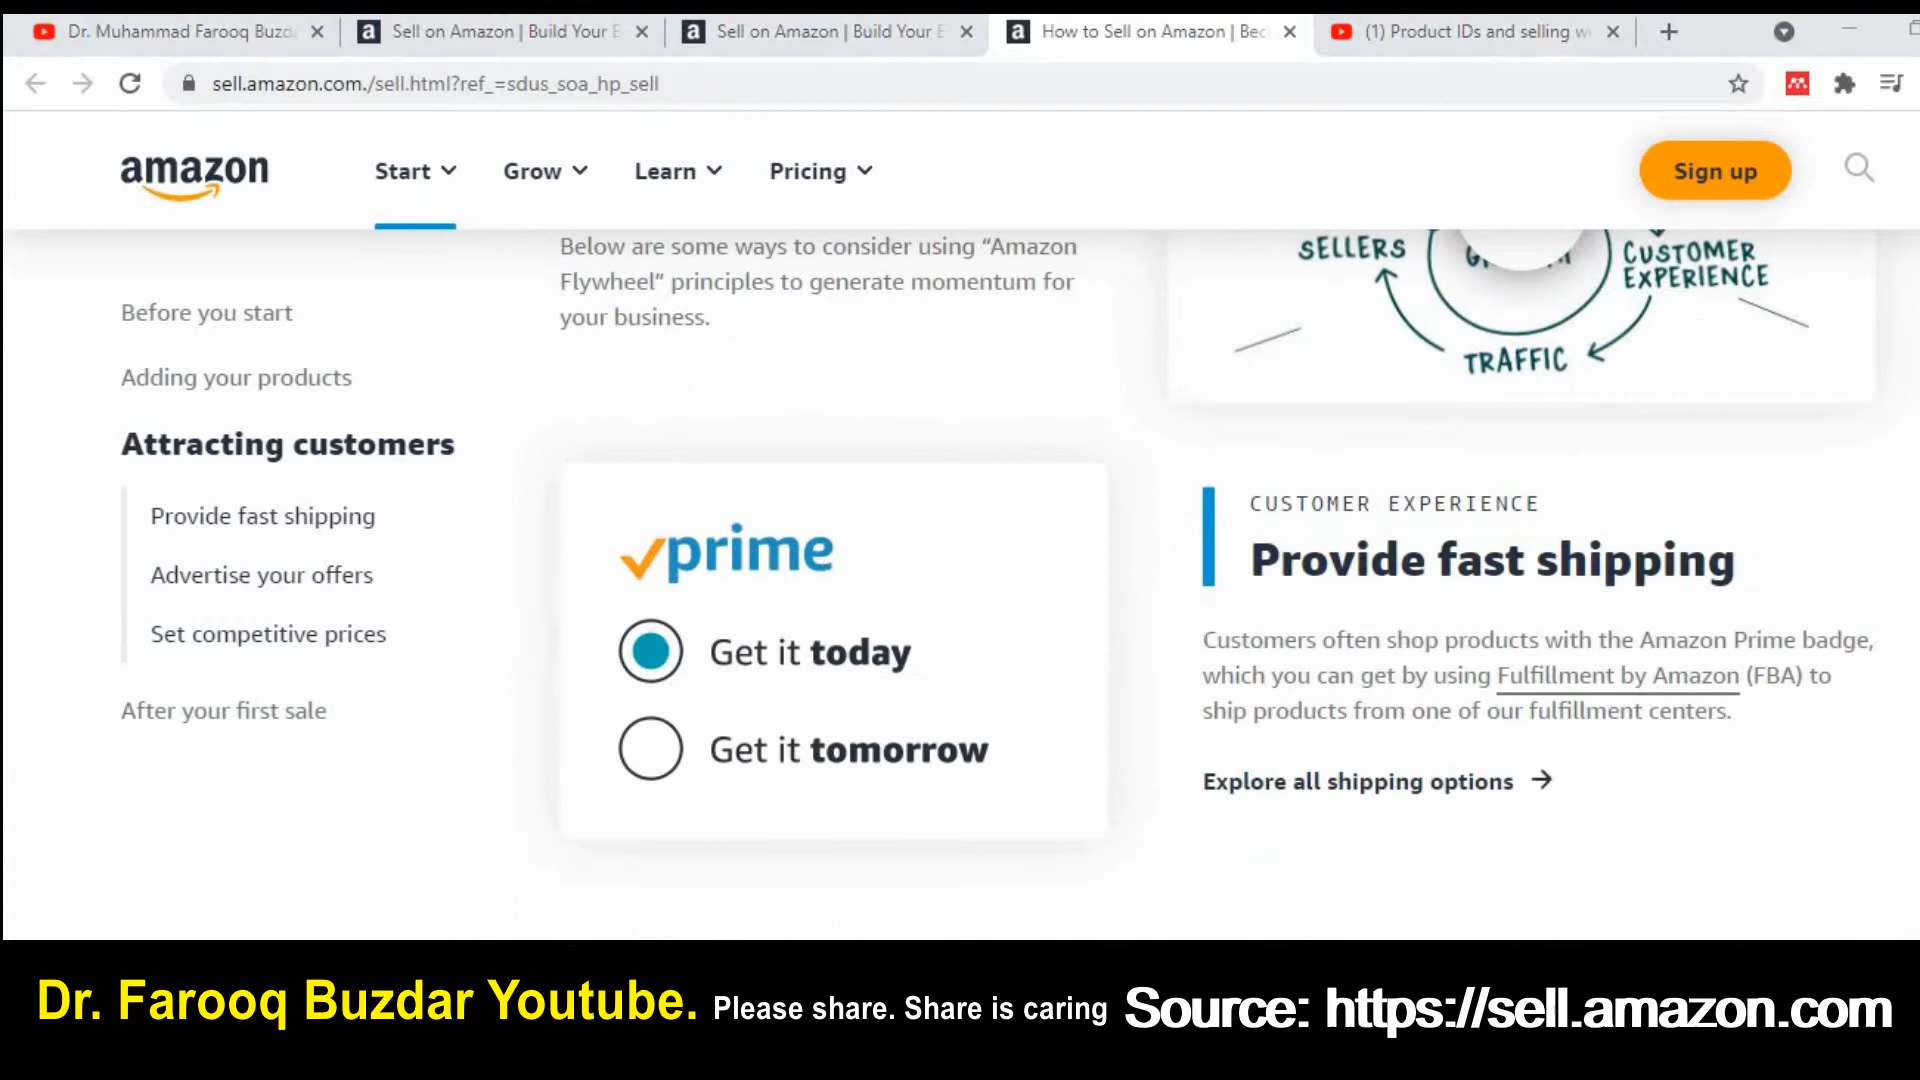 Dr. Muhammad Farooq Buzd
Sell on Amazon | Build Your E
Sell on Amazon | Build Your E
How to Sell on Amazon | Bec
(1) Product IDs and selling w
sell.amazon.com./sell.html?ref_=sdus_soa_hp_sell
amazon
Start
Grow
Learn
Pricing
Sign up
Before you start
Adding your products
Attracting customers
Provide fast shipping
Advertise your offers
Set competitive prices
After your first sale
Below are some ways to consider using “Amazon
Flywheel” principles to generate momentum for
your business.
SELLERS
CUSTOMER
EXPERIENCE
TRAFFIC
prime
Get it today
Get it tomorrow
CUSTOMER EXPERIENCE
Provide fast shipping
Customers often shop products with the Amazon Prime badge,
which you can get by using Fulfillment by Amazon (FBA) to
ship products from one of our fulfillment centers.
Explore all shipping options →
Dr. Farooq Buzdar Youtube. Please share. Share is caring Source: https://sell.amazon.com